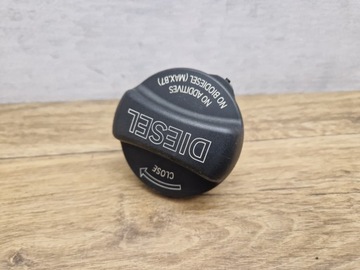 CLOSE
DIESEL
NO ADDITIVES
NO BIODIESEL (MAX.B7)